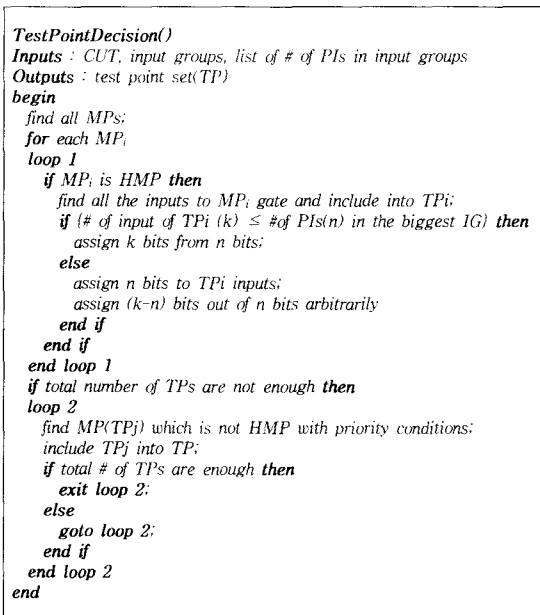 TestPointDecision()
Inputs : CUT, input groups, list of # of PIs in input groups
Outputs : test point set(TP)
begin
find all MPs;
for each MPi
loop 1
if MPi is HMP then
find all the inputs to MPi gate and include into TPi;
if {# of input of TPi (k) ≤ #of PIs(n) in the biggest IG} then
assign k bits from n bits;
else
assign n bits to TPi inputs;
assign (k-n) bits out of n bits arbitrarily
end if
end if
end loop 1
if total number of TPs are not enough then
loop 2
find MP(TPj) which is not HMP with priority conditions;
include TPj into TP;
if total # of TPs are enough then
exit loop 2;
else
goto loop 2;
end if
end loop 2
end